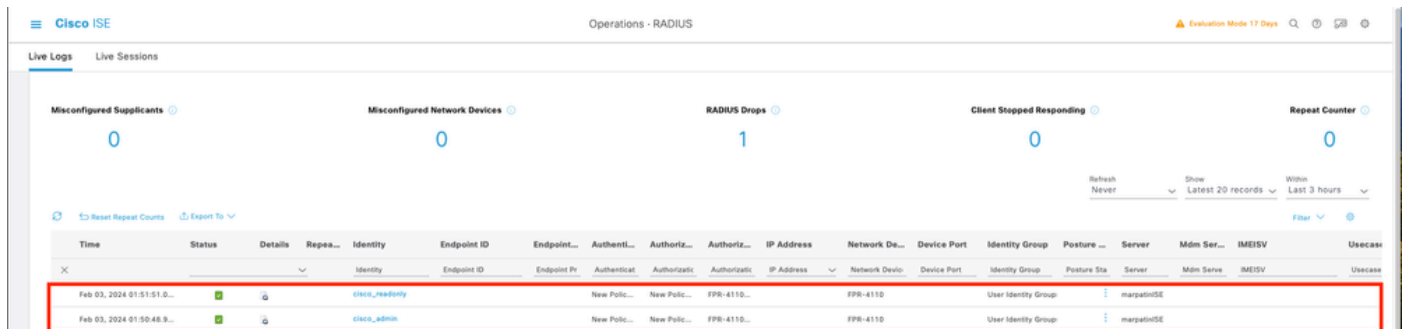 Cisco ISE Operations · RADIUS Evaluation Mode 17 Days
Live Logs Live Sessions
Misconfigured Supplicants Misconfigured Network Devices RADIUS Drops Client Stopped Responding Repeat Counter
0 0 1 0 0
Refresh Show Within
Never Latest 20 records Last 3 hours
Reset Repeat Counts Export To Filter
Time Status Details Repea... Identity Endpoint ID Endpoint... Authenti... Authoriz... Authoriz... IP Address Network De... Device Port Identity Group Posture ... Server Mdm Ser... IMEISV Usecase
Identity Endpoint ID Endpoint Pr Authenticat Authorizatic Authorizatic IP Address Network Devic Device Port Identity Group Posture Sta Server Mdm Serve IMEISV Usecase
Feb 03, 2024 01:51:51.0... cisco_readonly New Polic... New Polic... FPR-4110... FPR-4110 User Identity Group marpatinISE
Feb 03, 2024 01:50:48.9... cisco_admin New Polic... New Polic... FPR-4110... FPR-4110 User Identity Group marpatinISE